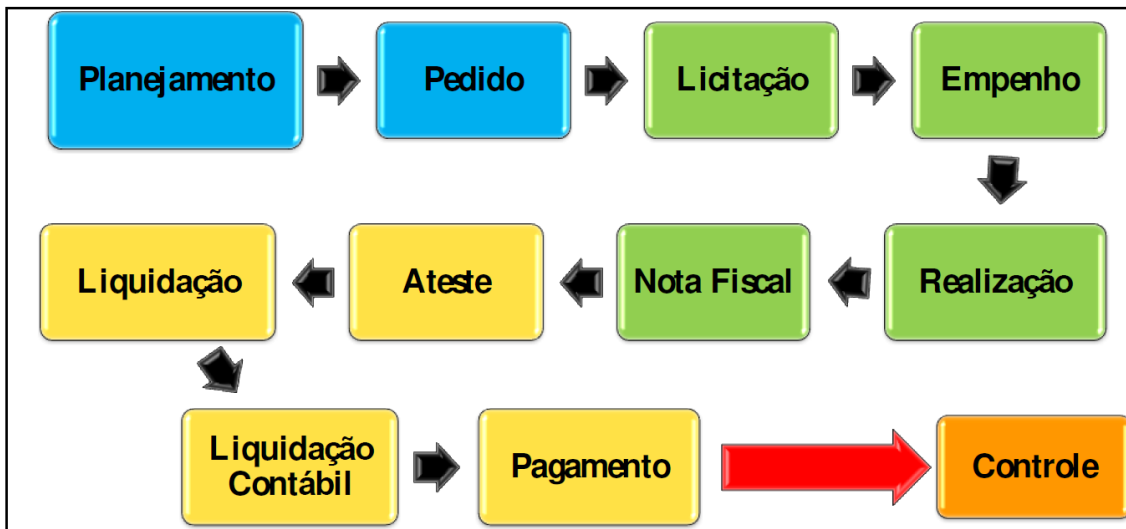 Planejamento
Pedido
Licitação
Empenho
Liquidação
Ateste
Nota Fiscal
Realização
Liquidação
Contábil
Pagamento
Controle